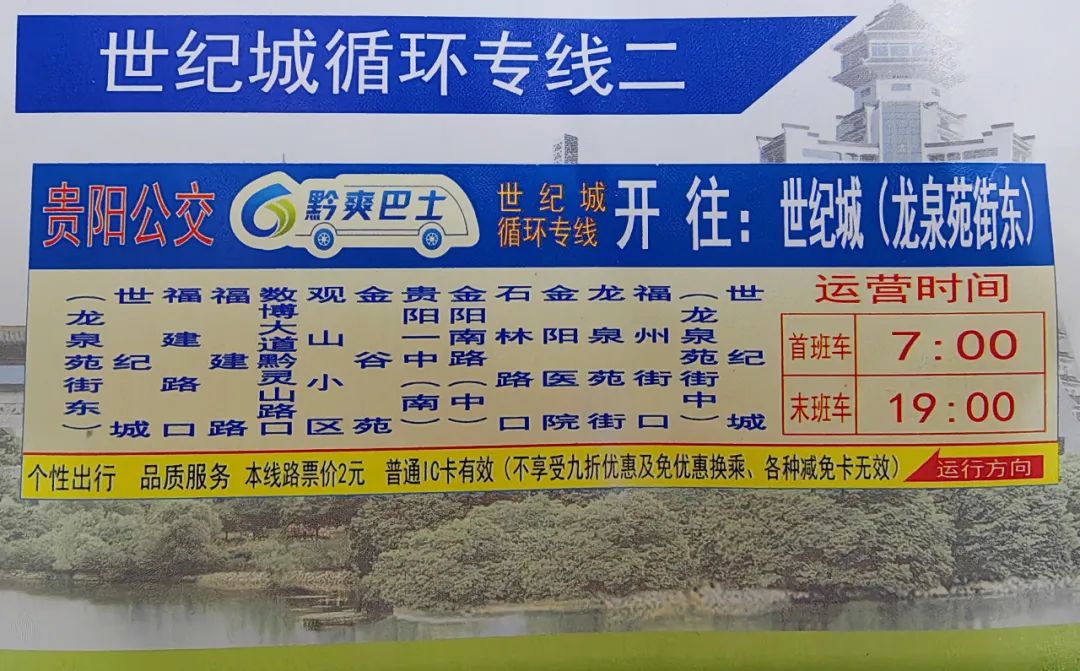 世纪城循环专线二
贵阳公交
黔爽巴士
世纪城
循环专线
开往：世纪城（龙泉苑街东）
世纪城（龙泉苑街东）
福建路口
福建路
数博大道黔灵山路口
观山小区
金谷苑
贵阳一中（南）
金阳南路（中）
石林路口
金阳医院
龙泉苑街
福州街口
世纪城（龙泉苑街中）
运营时间
首班车 7:00
末班车 19:00
个性出行 品质服务 本线路票价2元 普通IC卡有效（不享受九折优惠及免优惠换乘、各种减免卡无效）
运行方向